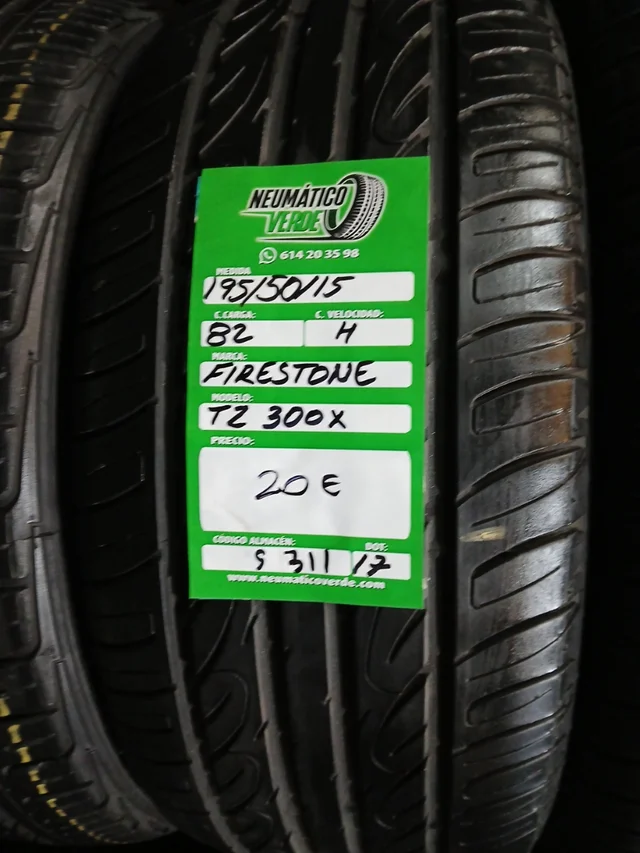 NEUMÁTICO
VERDE
614 20 35 98
MEDIDA
195/50/15
C.CARGA: C. VELOCIDAD:
82 H
MARCA:
FIRESTONE
MODELO:
TZ 300X
PRECIO:
20 €
CÓDIGO ALMACÉN: DOT:
S 311 17
www.neumaticoverde.com